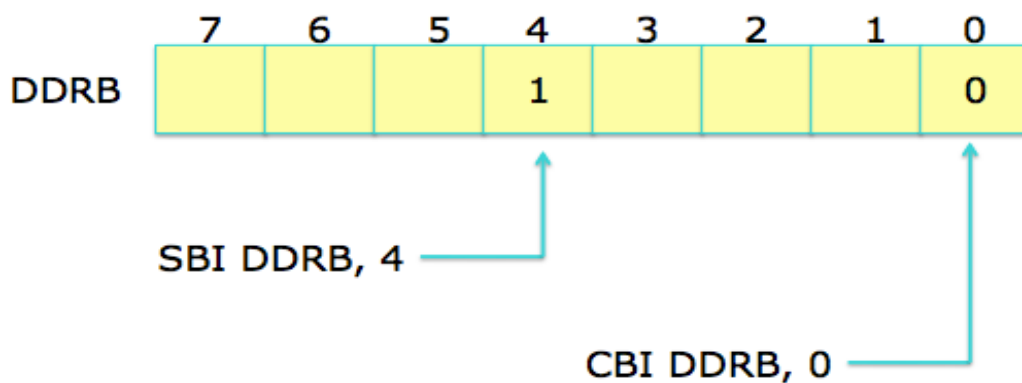 7 6 5 4 3 2 1 0
DDRB 1 0
SBI DDRB, 4
CBI DDRB, 0